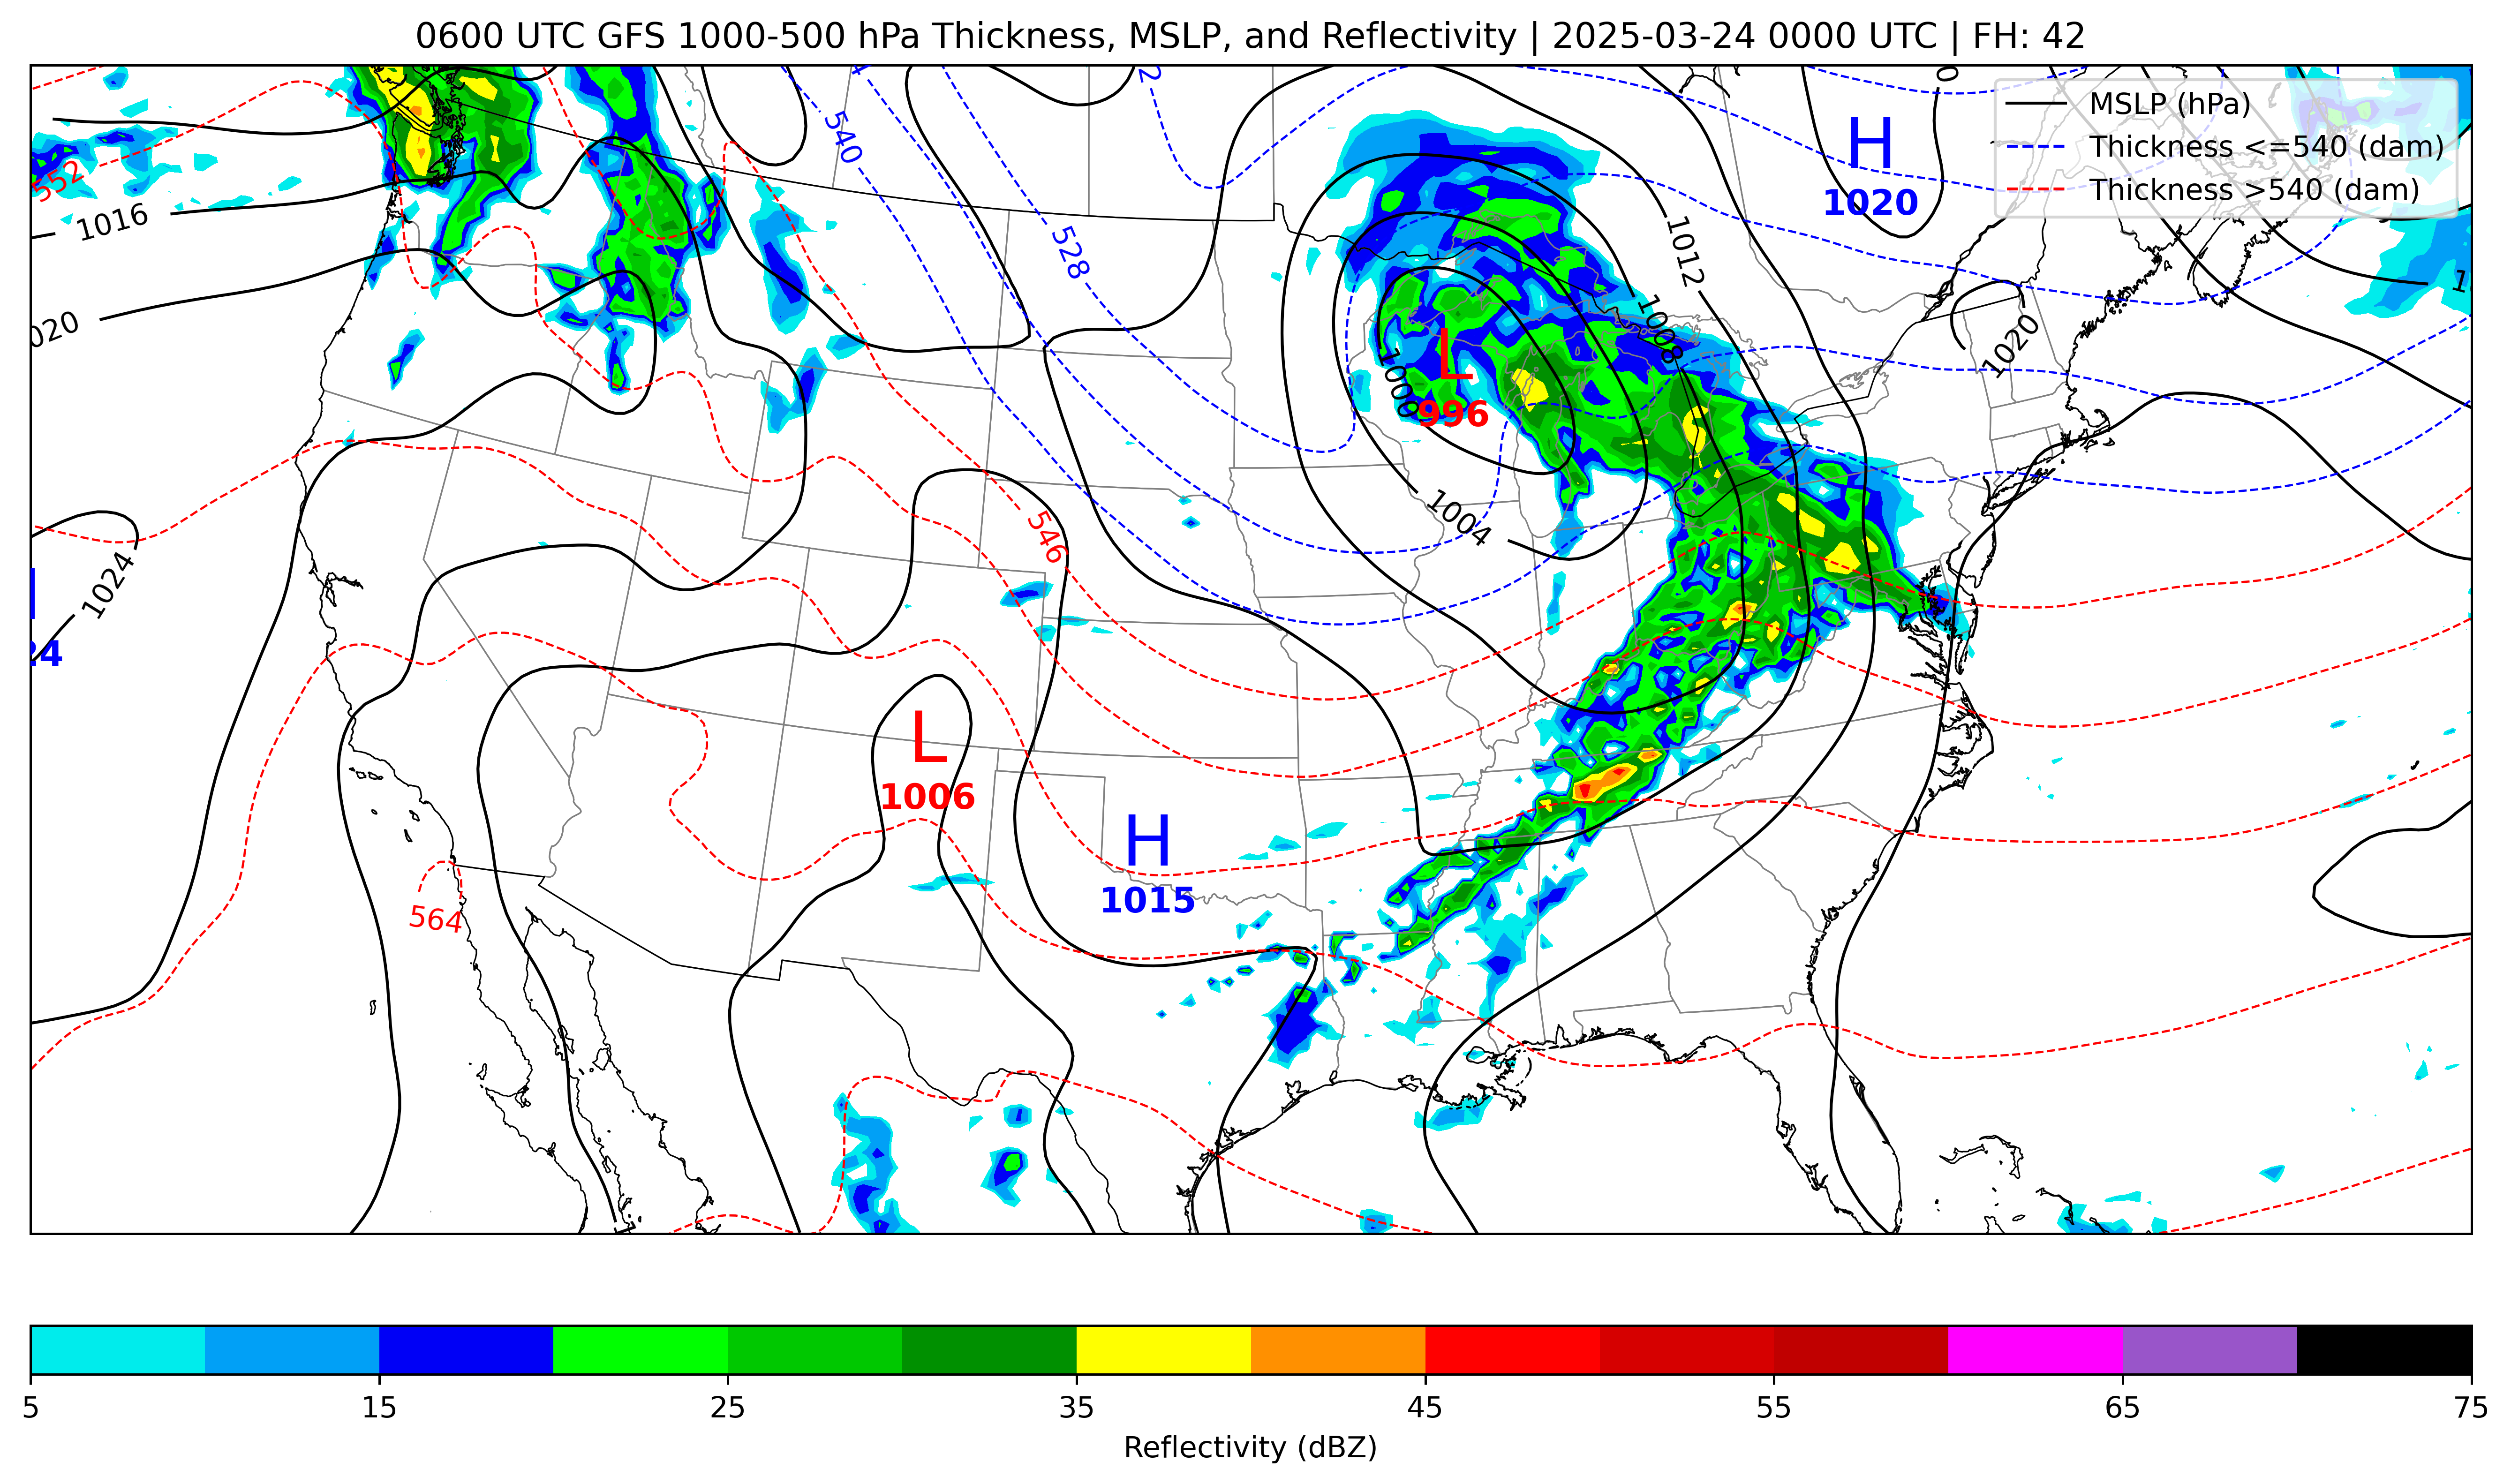 0600 UTC GFS 1000-500 hPa Thickness, MSLP, and Reflectivity | 2025-03-24 0000 UTC | FH: 42
MSLP (hPa)
Thickness <=540 (dam)
Thickness >540 (dam)
H
1020
540
552
1016
528
1012
1008
1020
020
L
996
1008
1004
546
1024
24
L
1006
H
1015
564
5 15 25 35 45 55 65 75
Reflectivity (dBZ)